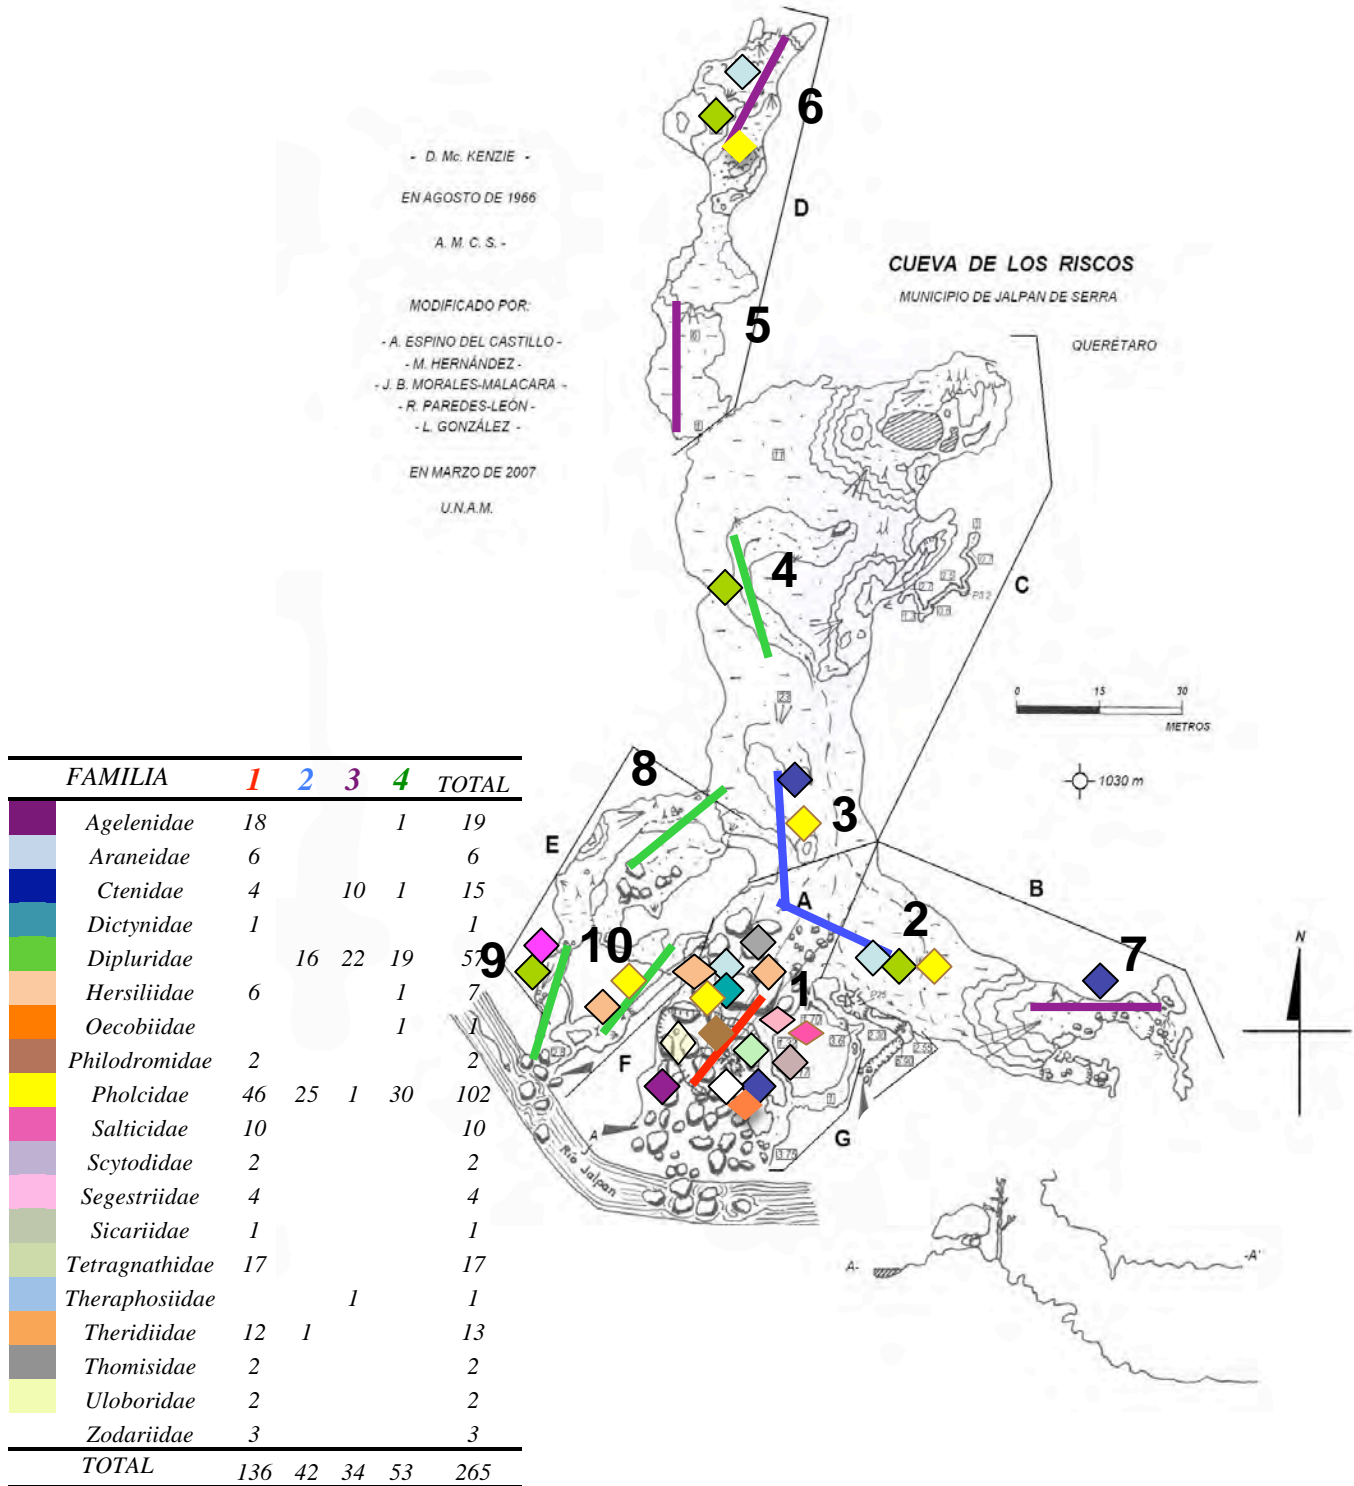 - D. Mc. KENZIE -
EN AGOSTO DE 1966
A. M. C. S. -
MODIFICADO POR:
- A. ESPINO DEL CASTILLO -
- M. HERNÁNDEZ -
- J. B. MORALES-MALACARA -
- R. PAREDES-LEÓN -
- L. GONZÁLEZ -
EN MARZO DE 2007
U.N.A.M.
CUEVA DE LOS RISCOS
MUNICIPIO DE JALPAN DE SERRA
QUERÉTARO
6
D
5
4
C
0 15 30
METROS
1030 m
8
3
E
A
B
2
7
9
10
1
F
G
A
Río Jalpan
N
A-
-A'
11
23
P25
3.75
FAMILIA 1 2 3 4 TOTAL
Agelenidae 18 1 19
Araneidae 6 6
Ctenidae 4 10 1 15
Dictynidae 1 1
Dipluridae 16 22 19 57
Hersiliidae 6 1 7
Oecobiidae 1 1
Philodromidae 2 2
Pholcidae 46 25 1 30 102
Salticidae 10 10
Scytodidae 2 2
Segestriidae 4 4
Sicariidae 1 1
Tetragnathidae 17 17
Theraphosiidae 1 1
Theridiidae 12 1 13
Thomisidae 2 2
Uloboridae 2 2
Zodariidae 3 3
TOTAL 136 42 34 53 265